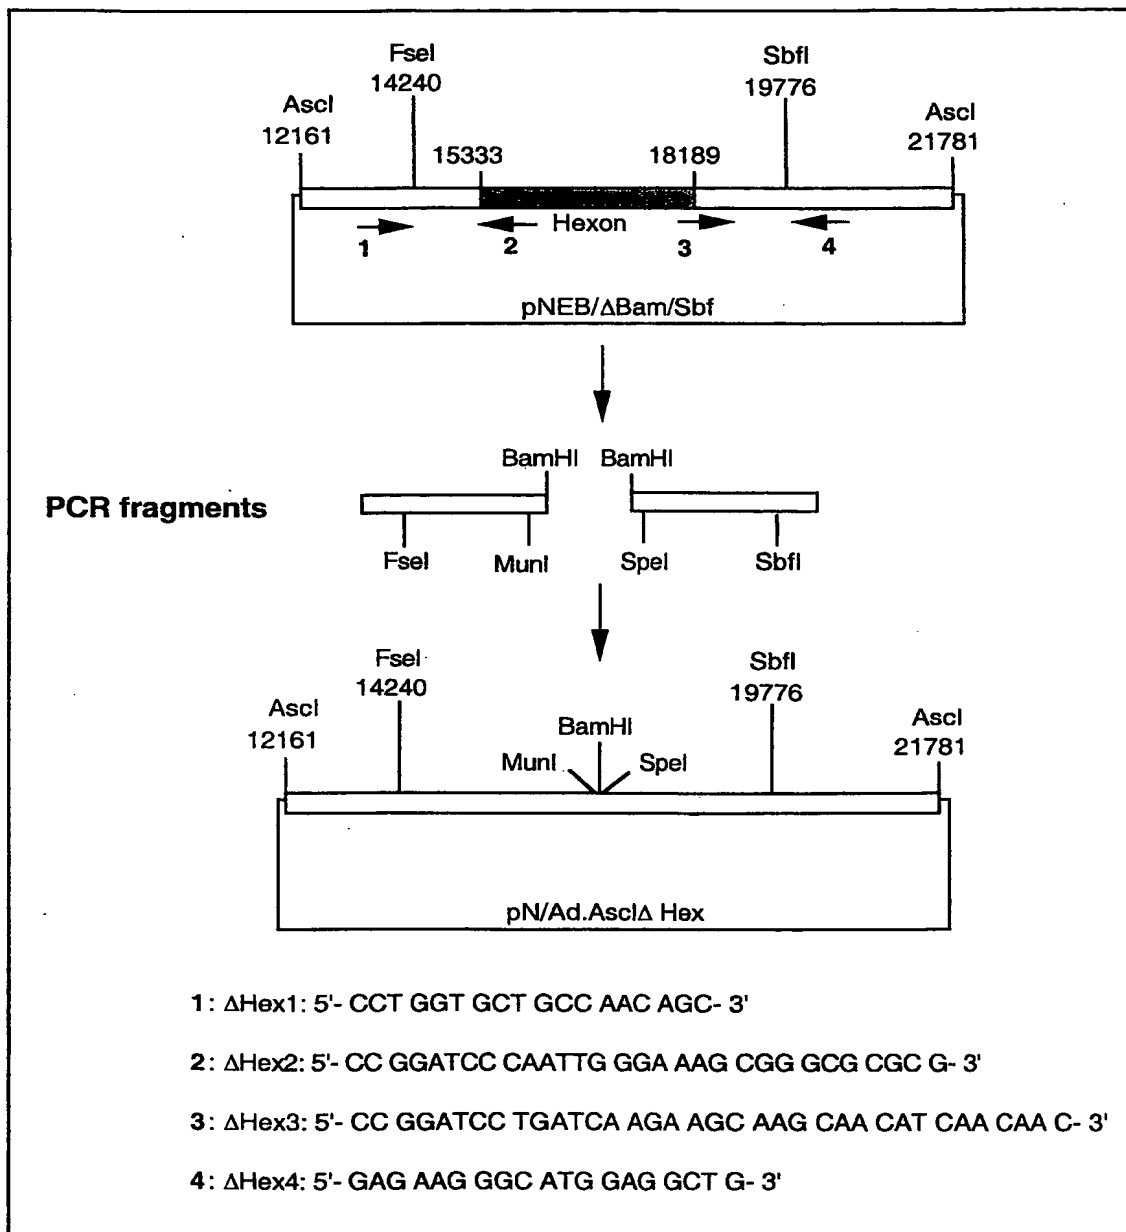 FseI
14240
SbfI
19776
AscI
12161
AscI
21781
15333
18189
Hexon
1
2
3
4
pNEB/ΔBam/Sbf
BamHI BamHI
PCR fragments
FseI MunI SpeI SbfI
FseI
14240
SbfI
19776
AscI
12161
BamHI
AscI
21781
MunI SpeI
pN/Ad.AscIΔ Hex
1: ΔHex1: 5'- CCT GGT GCT GCC AAC AGC- 3'
2: ΔHex2: 5'- CC GGATCC CAATTG GGA AAG CGG GCG CGC G- 3'
3: ΔHex3: 5'- CC GGATCC TGATCA AGA AGC AAG CAA CAT CAA CAAC- 3'
4: ΔHex4: 5'- GAG AAG GGC ATG GAG GCT G- 3'